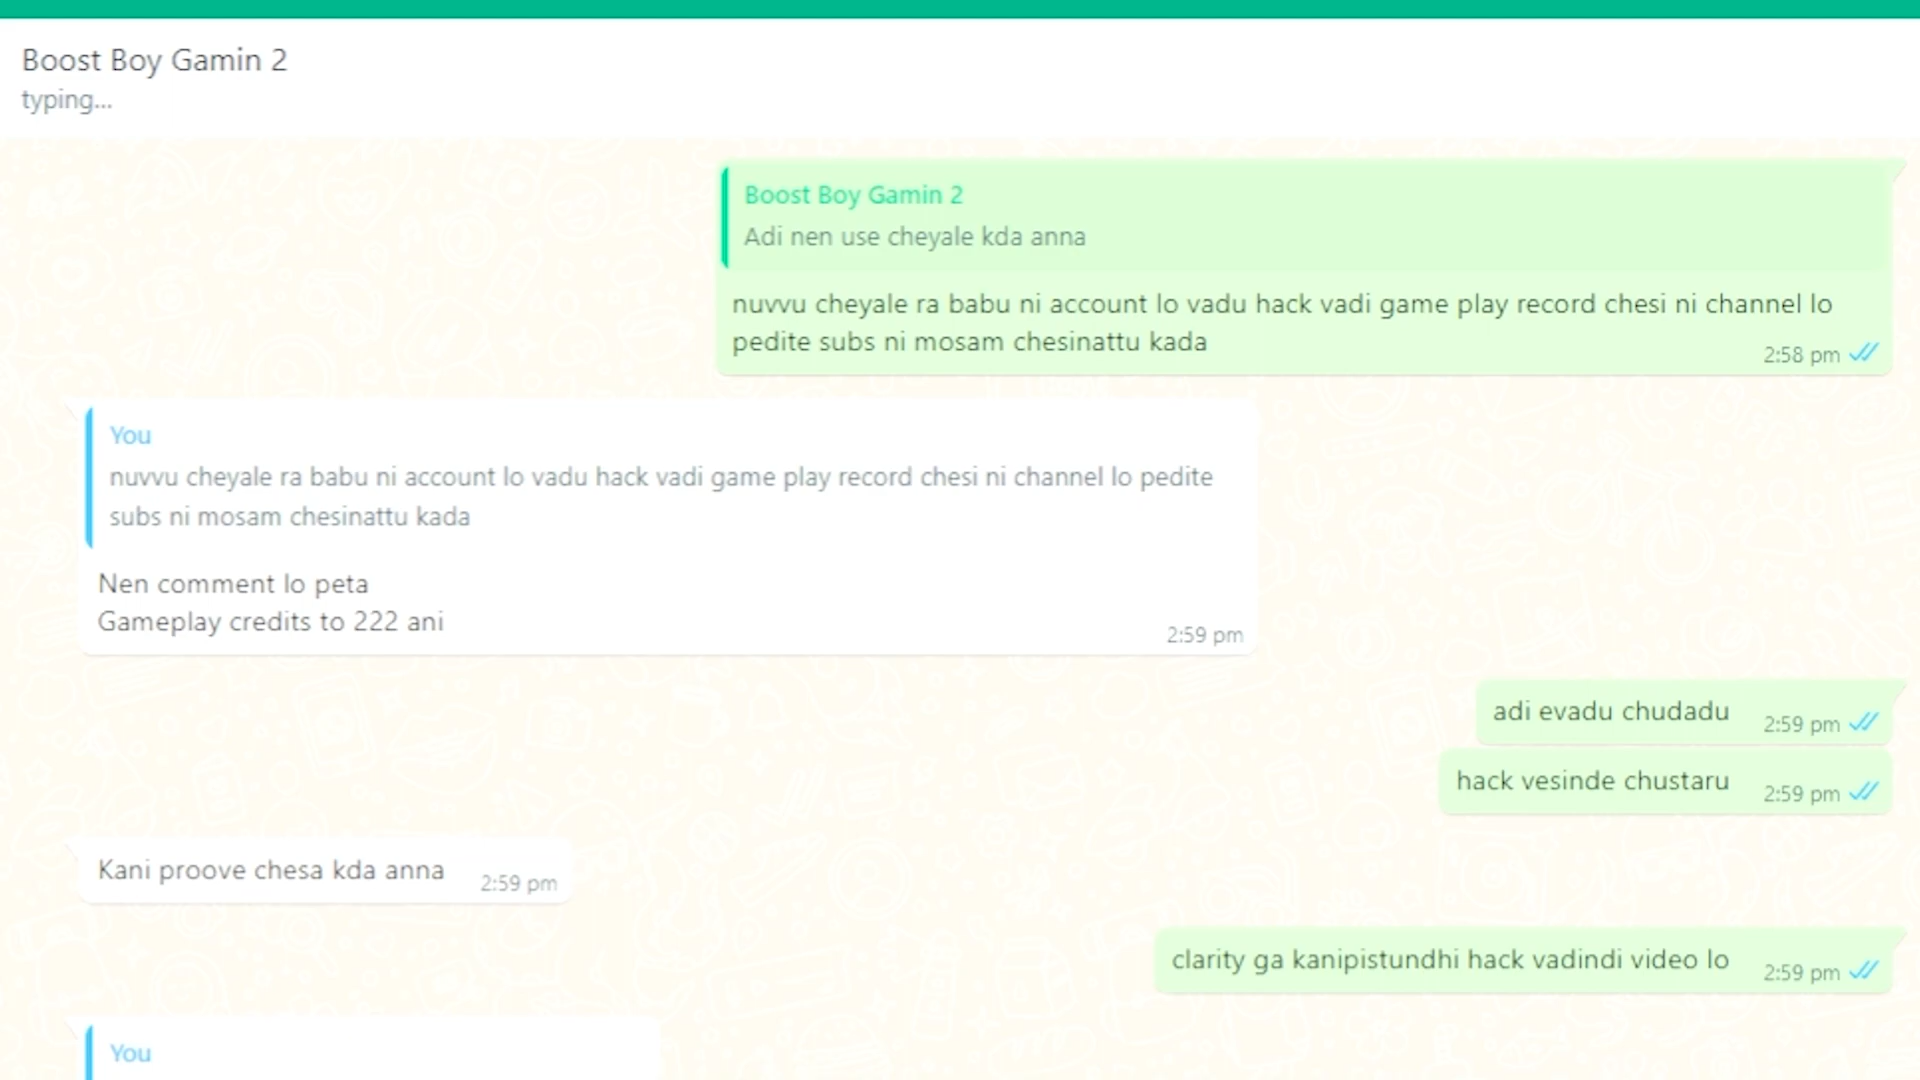 Boost Boy Gamin 2
typing...
Boost Boy Gamin 2
Adi nen use cheyale kda anna
nuvvu cheyale ra babu ni account lo vadu hack vadi game play record chesi ni channel lo
pedite subs ni mosam chesinattu kada
2:58 pm
You
nuvvu cheyale ra babu ni account lo vadu hack vadi game play record chesi ni channel lo pedite
subs ni mosam chesinattu kada
Nen comment lo peta
Gameplay credits to 222 ani
2:59 pm
adi evadu chudadu 2:59 pm
hack vesinde chustaru 2:59 pm
Kani proove chesa kda anna 2:59 pm
clarity ga kanipistundhi hack vadindi video lo 2:59 pm
You